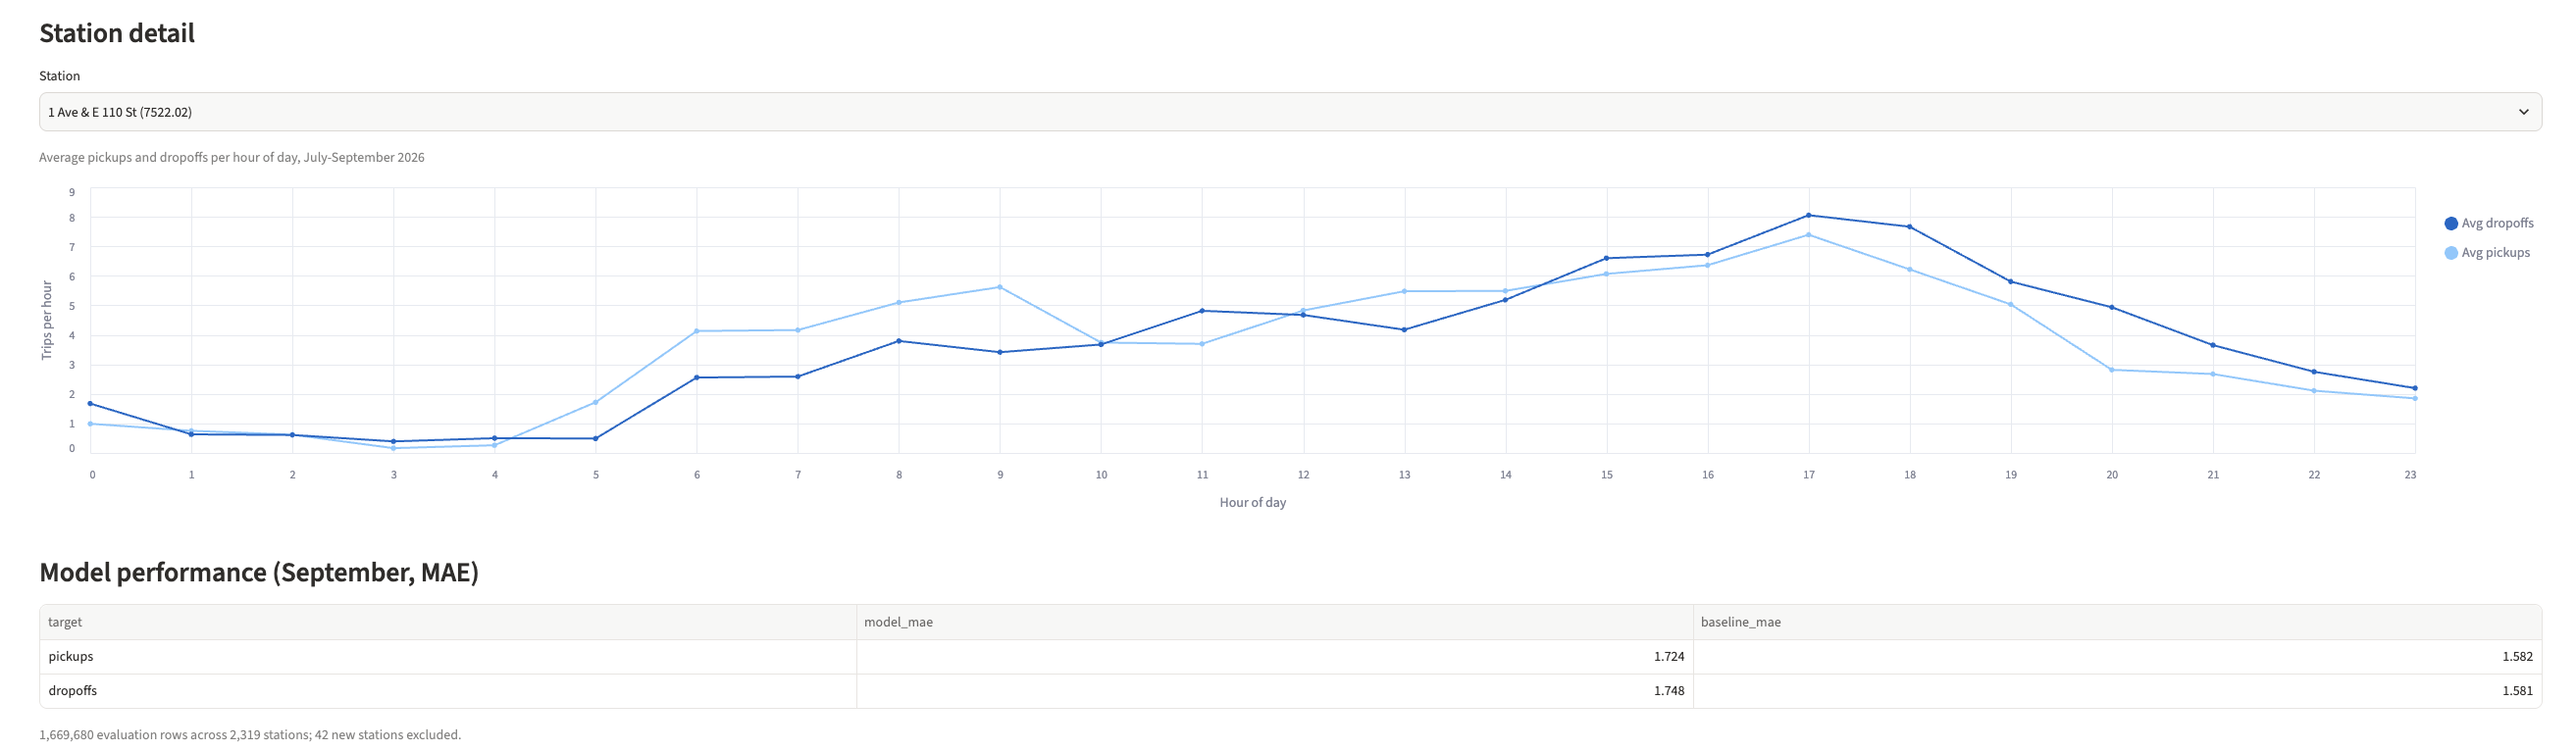 Station detail
Station
1 Ave & E 110 St (7522.02)
Average pickups and dropoffs per hour of day, July-September 2026
9
8
7
6
5
4
3
2
1
0
Trips per hour
0 1 2 3 4 5 6 7 8 9 10 11 12 13 14 15 16 17 18 19 20 21 22 23
Hour of day
Avg dropoffs
Avg pickups
Model performance (September, MAE)
target model_mae baseline_mae
pickups 1.724 1.582
dropoffs 1.748 1.581
1,669,680 evaluation rows across 2,319 stations; 42 new stations excluded.